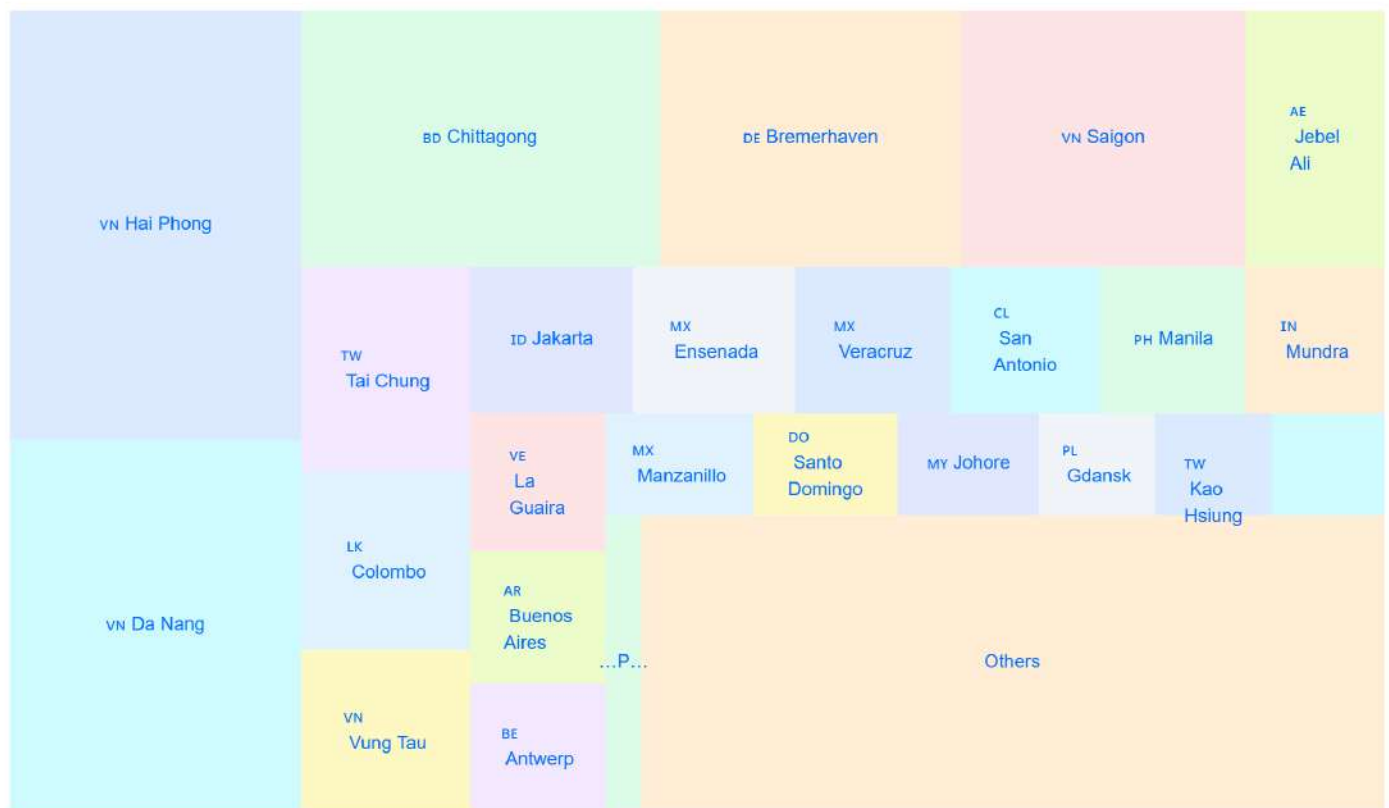 VN Hai Phong
BD Chittagong
DE Bremerhaven
VN Saigon
AE
Jebel
Ali
TW
Tai Chung
ID Jakarta
MX
Ensenada
MX
Veracruz
CL
San
Antonio
PH Manila
IN
Mundra
VE
La
Guaira
MX
Manzanillo
DO
Santo
Domingo
MY Johore
PL
Gdansk
TW
Kao
Hsiung
VN Da Nang
LK
Colombo
AR
Buenos
Aires
...P...
Others
VN
Vung Tau
BE
Antwerp